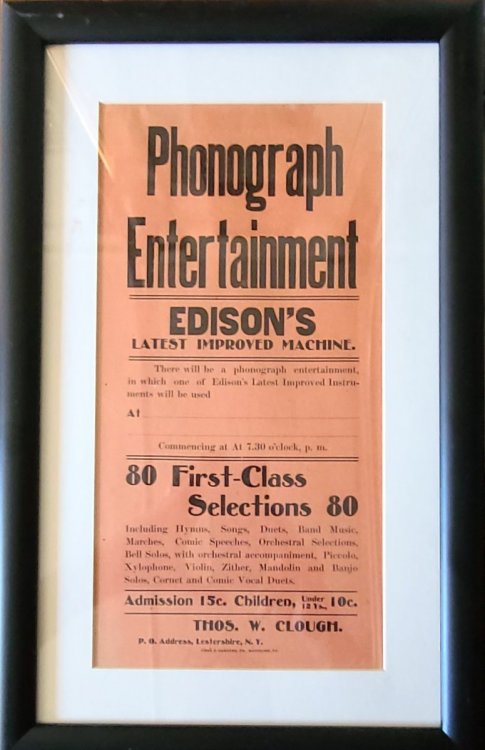 Phonograph
Entertainment
EDISON'S
LATEST IMPROVED MACHINE.
There will be a phonograph entertainment,
in which one of Edison's Latest Improved Instru-
ments will be used
At
Commencing at At 7.30 o'clock, p. m.
80 First-Class
Selections 80
Including Hymns, Songs, Duets, Band Music,
Marches, Comic Speeches, Orchestral Selections,
Bell Solos, with orchestral accompaniment, Piccolo,
Xylophone, Violin, Zither, Mandolin and Banjo
Solos, Cornet and Comic Vocal Duets.
Admission 15c. Children, Under 12 Ys., 10c.
THOS. W. CLOUGH.
P. O. Address, Lestershire, N. Y.